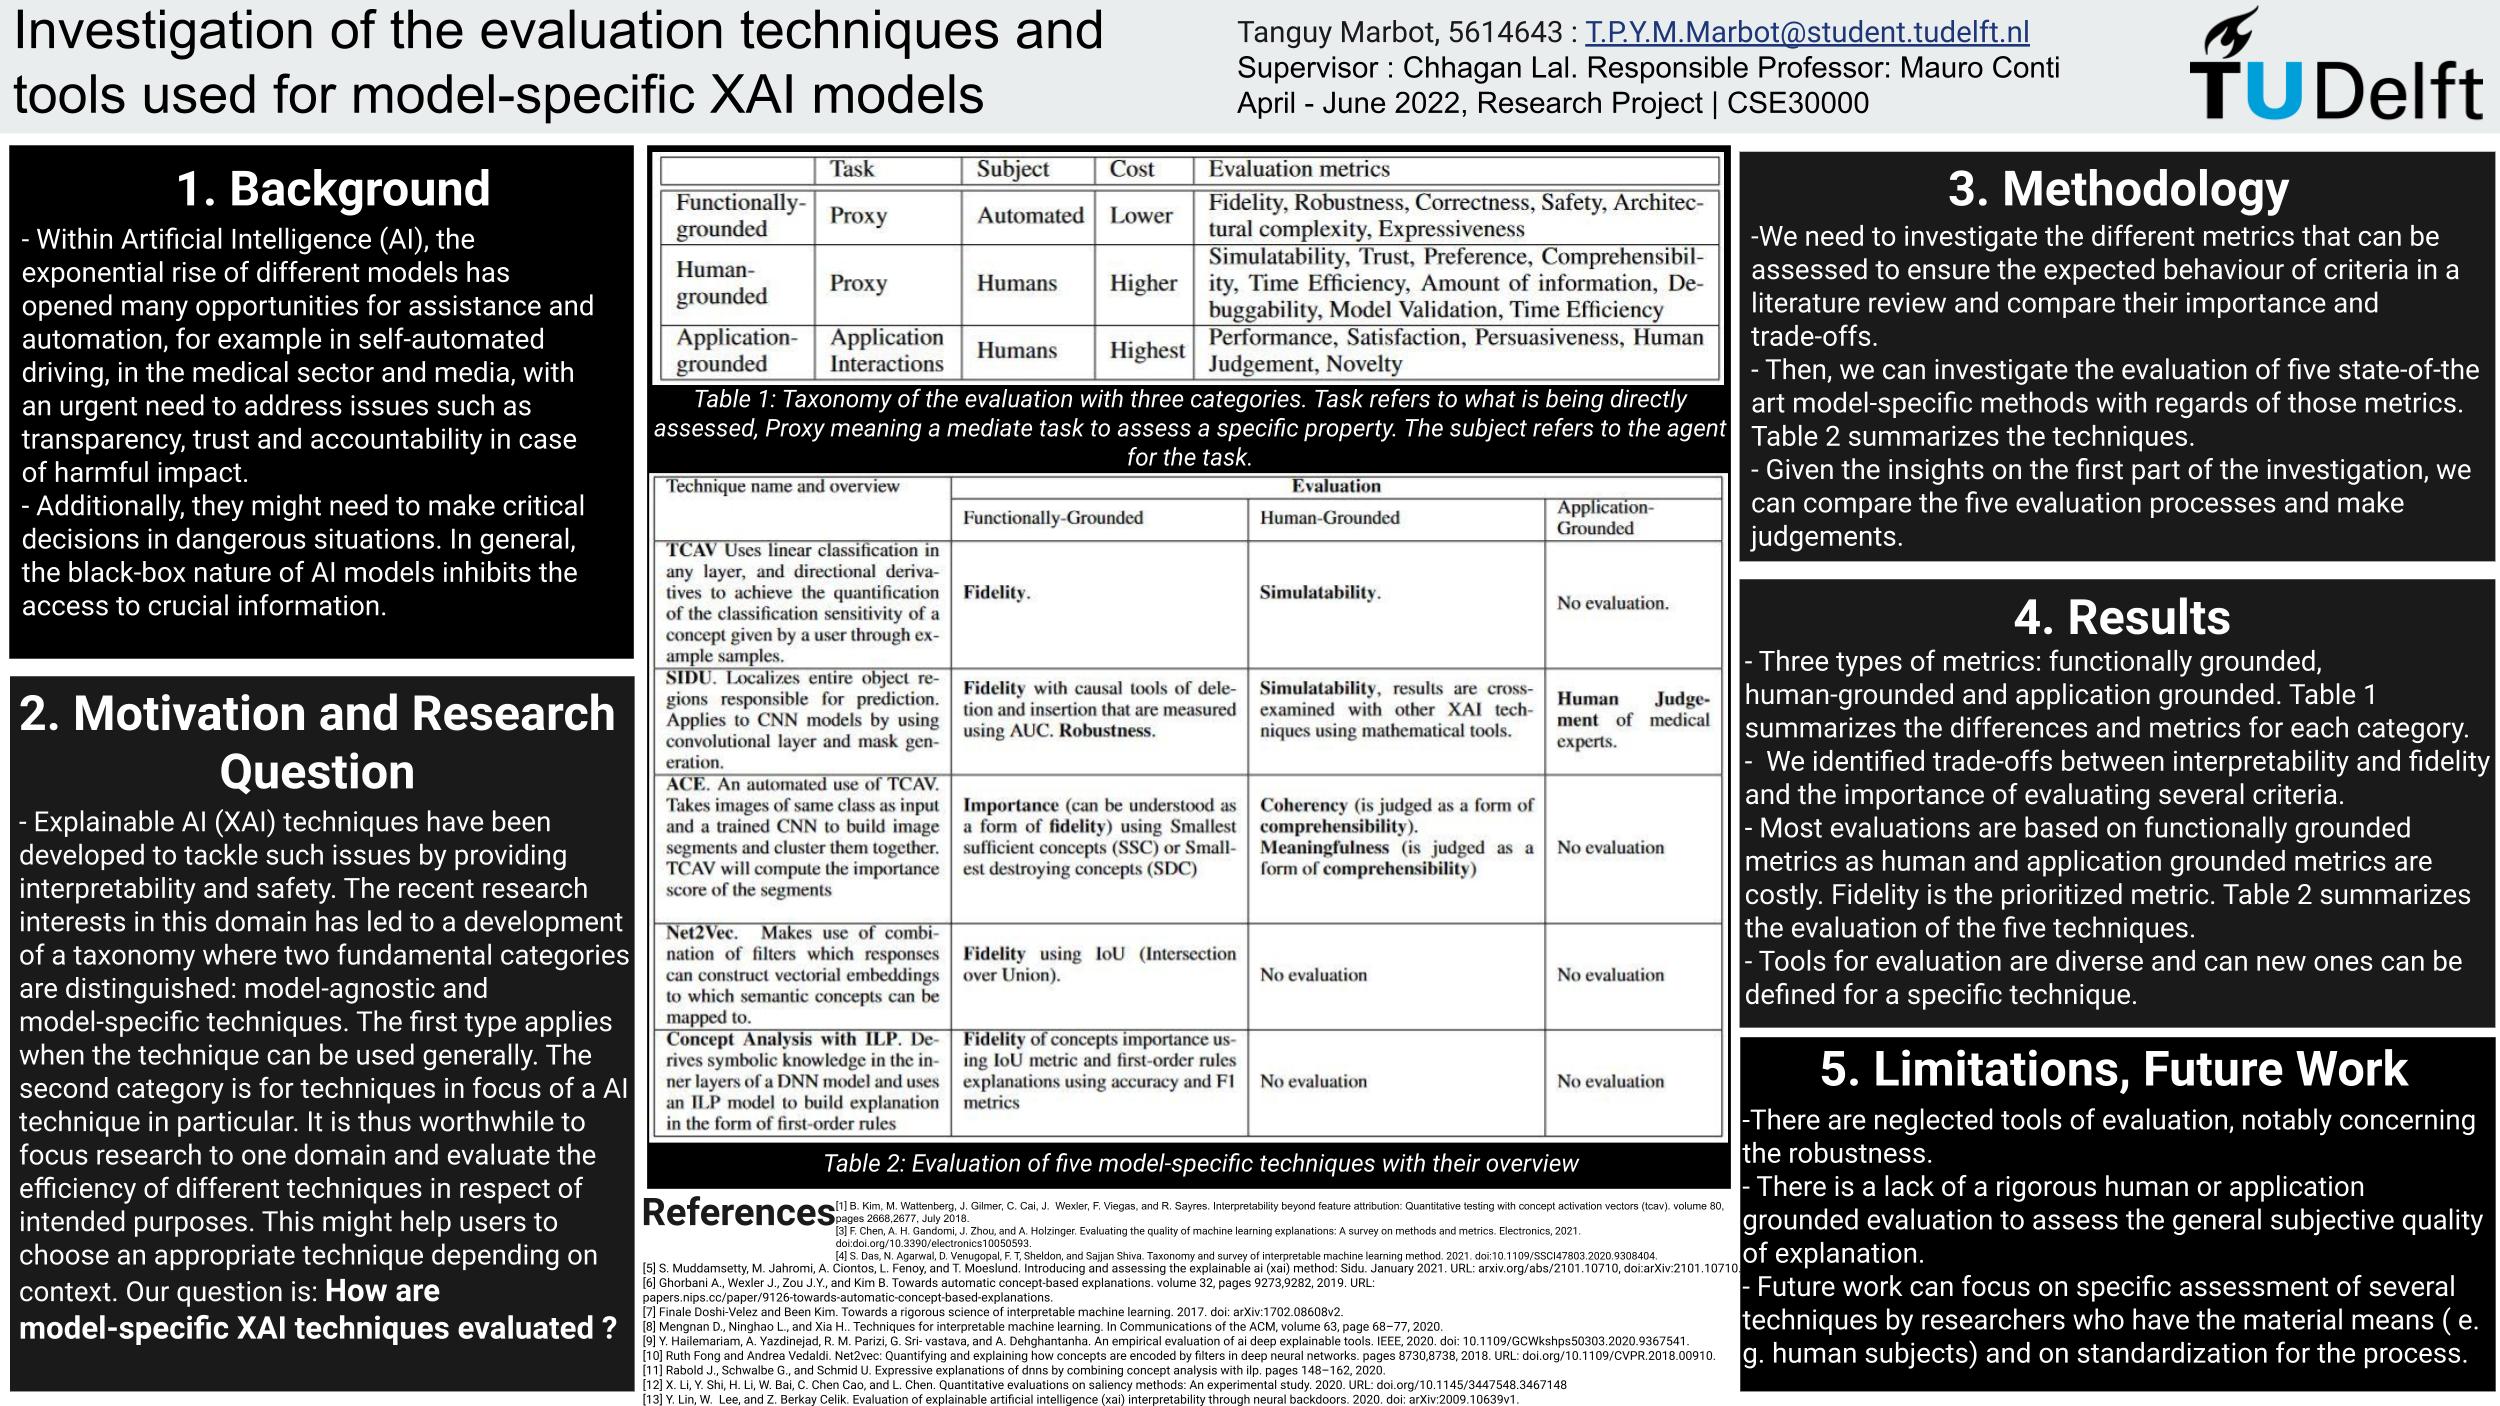 Investigation of the evaluation techniques and
tools used for model-specific XAI models
Tanguy Marbot, 5614643 : T.P.Y.M.Marbot@student.tudelft.nl
Supervisor : Chhagan Lal. Responsible Professor: Mauro Conti
April - June 2022, Research Project | CSE30000
TUDelft
1. Background
- Within Artificial Intelligence (AI), the
exponential rise of different models has
opened many opportunities for assistance and
automation, for example in self-automated
driving, in the medical sector and media, with
an urgent need to address issues such as
transparency, trust and accountability in case
of harmful impact.
- Additionally, they might need to make critical
decisions in dangerous situations. In general,
the black-box nature of AI models inhibits the
access to crucial information.
2. Motivation and Research
Question
- Explainable AI (XAI) techniques have been
developed to tackle such issues by providing
interpretability and safety. The recent research
interests in this domain has led to a development
of a taxonomy where two fundamental categories
are distinguished: model-agnostic and
model-specific techniques. The first type applies
when the technique can be used generally. The
second category is for techniques in focus of a AI
technique in particular. It is thus worthwhile to
focus research to one domain and evaluate the
efficiency of different techniques in respect of
intended purposes. This might help users to
choose an appropriate technique depending on
context. Our question is: How are
model-specific XAI techniques evaluated ?
Task Subject Cost Evaluation metrics
Functionally-
grounded
Proxy
Automated
Lower
Fidelity, Robustness, Correctness, Safety, Architec-
tural complexity, Expressiveness
Human-
grounded
Proxy
Humans
Higher
Simulatability, Trust, Preference, Comprehensibil-
ity, Time Efficiency, Amount of information, De-
buggability, Model Validation, Time Efficiency
Application-
grounded
Application
Interactions
Humans
Highest
Performance, Satisfaction, Persuasiveness, Human
Judgement, Novelty
Table 1: Taxonomy of the evaluation with three categories. Task refers to what is being directly
assessed, Proxy meaning a mediate task to assess a specific property. The subject refers to the agent
for the task.
Technique name and overview
Evaluation
Functionally-Grounded
Human-Grounded
Application-
Grounded
TCAV Uses linear classification in
any layer, and directional deriva-
tives to achieve the quantification
of the classification sensitivity of a
concept given by a user through ex-
ample samples.
Fidelity.
Simulatability.
No evaluation.
SIDU. Localizes entire object re-
gions responsible for prediction.
Applies to CNN models by using
convolutional layer and mask gen-
eration.
Fidelity with causal tools of dele-
tion and insertion that are measured
using AUC. Robustness.
Simulatability, results are cross-
examined with other XAI tech-
niques using mathematical tools.
Human Judge-
ment of medical
experts.
ACE. An automated use of TCAV.
Takes images of same class as input
and a trained CNN to build image
segments and cluster them together.
TCAV will compute the importance
score of the segments
Importance (can be understood as
a form of fidelity) using Smallest
sufficient concepts (SSC) or Small-
est destroying concepts (SDC)
Coherency (is judged as a form of
comprehensibility).
Meaningfulness (is judged as a
form of comprehensibility)
No evaluation
Net2Vec. Makes use of combi-
nation of filters which responses
can construct vectorial embeddings
to which semantic concepts can be
mapped to.
Fidelity using IoU (Intersection
over Union).
No evaluation
No evaluation
Concept Analysis with ILP. De-
rives symbolic knowledge in the in-
ner layers of a DNN model and uses
an ILP model to build explanation
in the form of first-order rules
Fidelity of concepts importance us-
ing IoU metric and first-order rules
explanations using accuracy and F1
metrics
No evaluation
No evaluation
Table 2: Evaluation of five model-specific techniques with their overview
References
[1] B. Kim, M. Wattenberg, J. Gilmer, C. Cai, J. Wexler, F. Viegas, and R. Sayres. Interpretability beyond feature attribution: Quantitative testing with concept activation vectors (tcav). volume 80,
pages 2668,2677, July 2018.
[3] F. Chen, A. H. Gandomi, J. Zhou, and A. Holzinger. Evaluating the quality of machine learning explanations: A survey on methods and metrics. Electronics, 2021.
doi:doi.org/10.3390/electronics10050593.
[4] S. Das, N. Agarwal, D. Venugopal, F. T, Sheldon, and Sajjan Shiva. Taxonomy and survey of interpretable machine learning method. 2021. doi:10.1109/SSCI47803.2020.9308404.
[5] S. Muddamsetty, M. Jahromi, A. Ciontos, L. Fenoy, and T. Moeslund. Introducing and assessing the explainable ai (xai) method: Sidu. January 2021. URL: arxiv.org/abs/2101.10710, doi:arXiv:2101.10710.
[6] Ghorbani A., Wexler J., Zou J.Y., and Kim B. Towards automatic concept-based explanations. volume 32, pages 9273,9282, 2019. URL:
papers.nips.cc/paper/9126-towards-automatic-concept-based-explanations.
[7] Finale Doshi-Velez and Been Kim. Towards a rigorous science of interpretable machine learning. 2017. doi: arXiv:1702.08608v2.
[8] Mengnan D., Ninghao L., and Xia H.. Techniques for interpretable machine learning. In Communications of the ACM, volume 63, page 68–77, 2020.
[9] Y. Hailemariam, A. Yazdinejad, R. M. Parizi, G. Sri- vastava, and A. Dehghantanha. An empirical evaluation of ai deep explainable tools. IEEE, 2020. doi: 10.1109/GCWkshps50303.2020.9367541.
[10] Ruth Fong and Andrea Vedaldi. Net2vec: Quantifying and explaining how concepts are encoded by filters in deep neural networks. pages 8730,8738, 2018. URL: doi.org/10.1109/CVPR.2018.00910.
[11] Rabold J., Schwalbe G., and Schmid U. Expressive explanations of dnns by combining concept analysis with ilp. pages 148–162, 2020.
[12] X. Li, Y. Shi, H. Li, W. Bai, C. Chen Cao, and L. Chen. Quantitative evaluations on saliency methods: An experimental study. 2020. URL: doi.org/10.1145/3447548.3467148
[13] Y. Lin, W. Lee, and Z. Berkay Celik. Evaluation of explainable artificial intelligence (xai) interpretability through neural backdoors. 2020. doi: arXiv:2009.10639v1.
3. Methodology
-We need to investigate the different metrics that can be
assessed to ensure the expected behaviour of criteria in a
literature review and compare their importance and
trade-offs.
- Then, we can investigate the evaluation of five state-of-the
art model-specific methods with regards of those metrics.
Table 2 summarizes the techniques.
- Given the insights on the first part of the investigation, we
can compare the five evaluation processes and make
judgements.
4. Results
- Three types of metrics: functionally grounded,
human-grounded and application grounded. Table 1
summarizes the differences and metrics for each category.
- We identified trade-offs between interpretability and fidelity
and the importance of evaluating several criteria.
- Most evaluations are based on functionally grounded
metrics as human and application grounded metrics are
costly. Fidelity is the prioritized metric. Table 2 summarizes
the evaluation of the five techniques.
- Tools for evaluation are diverse and can new ones can be
defined for a specific technique.
5. Limitations, Future Work
-There are neglected tools of evaluation, notably concerning
the robustness.
- There is a lack of a rigorous human or application
grounded evaluation to assess the general subjective quality
of explanation.
- Future work can focus on specific assessment of several
techniques by researchers who have the material means ( e.
g. human subjects) and on standardization for the process.